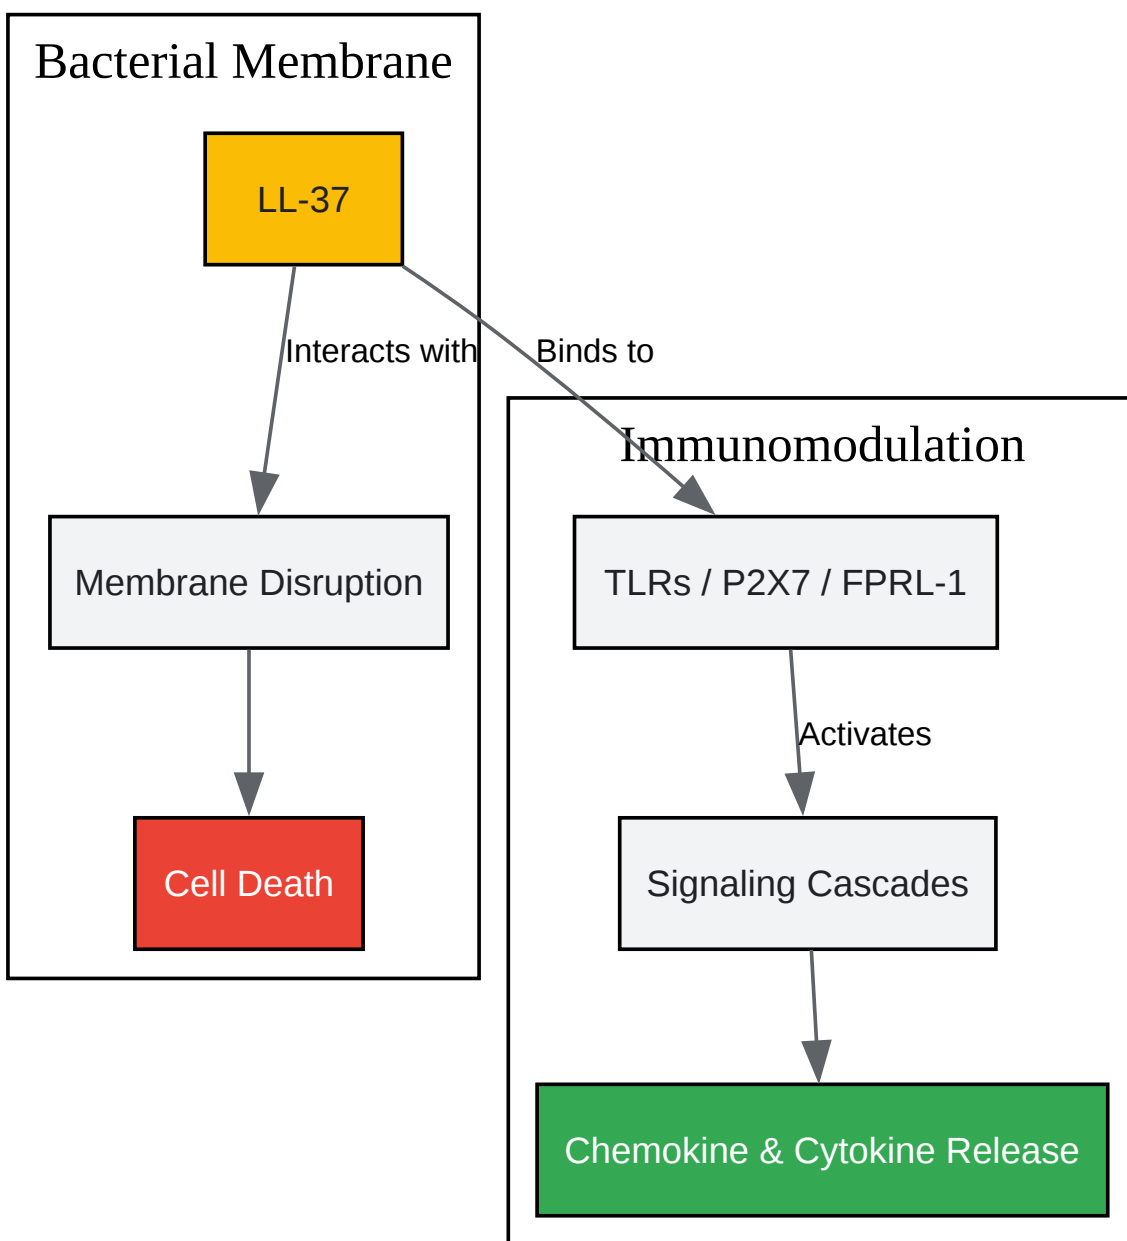 Bacterial Membrane
LL-37
Interacts with
Binds to
Immunomodulation
Membrane Disruption
TLRs / P2X7 / FPRL-1
Activates
Cell Death
Signaling Cascades
Chemokine & Cytokine Release